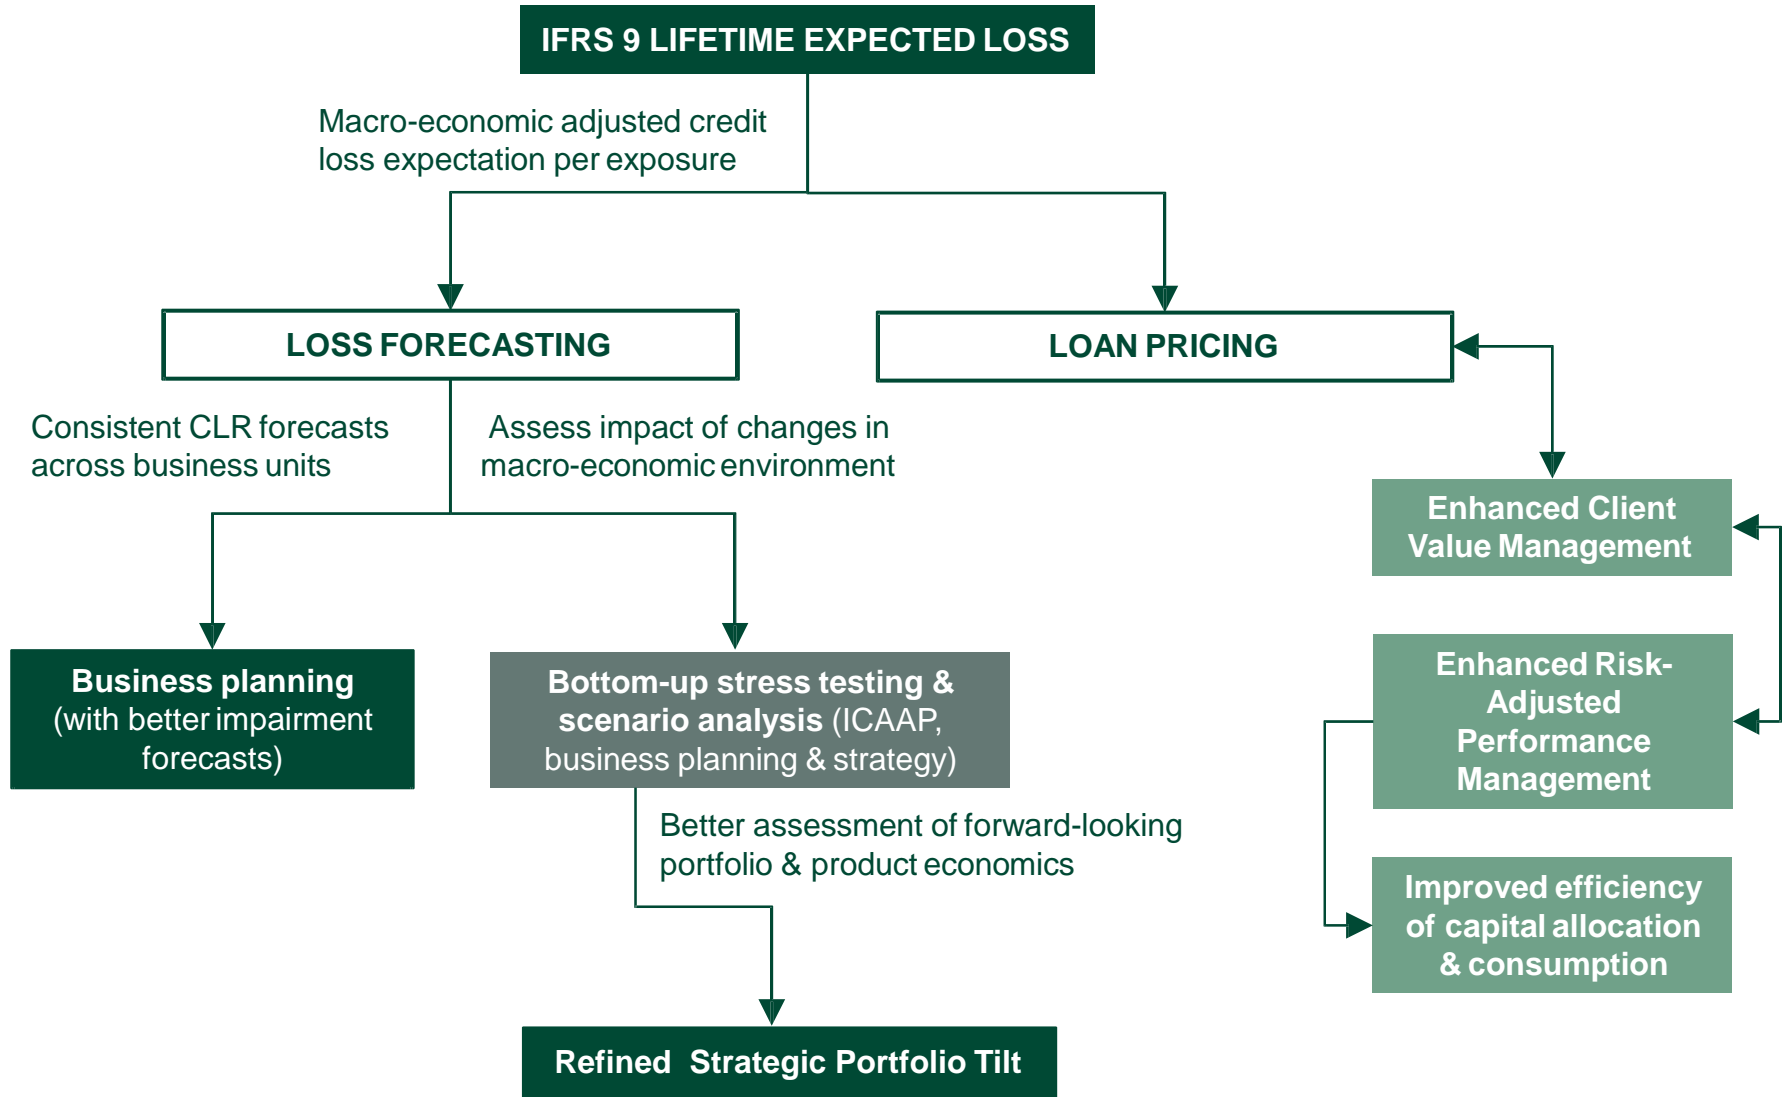 IFRS 9 LIFETIME EXPECTED LOSS
Macro-economic adjusted credit
loss expectation per exposure
LOSS FORECASTING
LOAN PRICING
Consistent CLR forecasts
across business units
Assess impact of changes in
macro-economic environment
Enhanced Client
Value Management
Business planning
(with better impairment
forecasts)
Bottom-up stress testing &
scenario analysis (ICAAP,
business planning & strategy)
Enhanced Risk-
Adjusted
Performance
Management
Better assessment of forward-looking
portfolio & product economics
Improved efficiency
of capital allocation
& consumption
Refined Strategic Portfolio Tilt